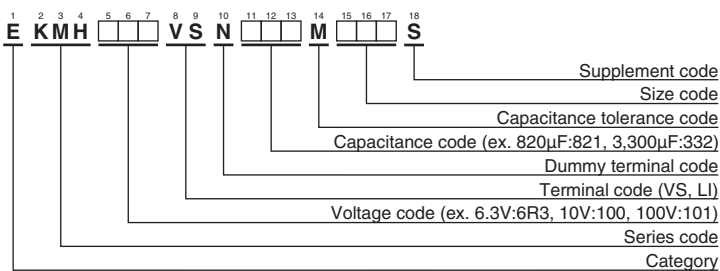 1 2 3 4 5 6 7 8 9 10 11 12 13 14 15 16 17 18
E KMH VS N M S
Supplement code
Size code
Capacitance tolerance code
Capacitance code (ex. 820μF:821, 3,300μF:332)
Dummy terminal code
Terminal code (VS, LI)
Voltage code (ex. 6.3V:6R3, 10V:100, 100V:101)
Series code
Category